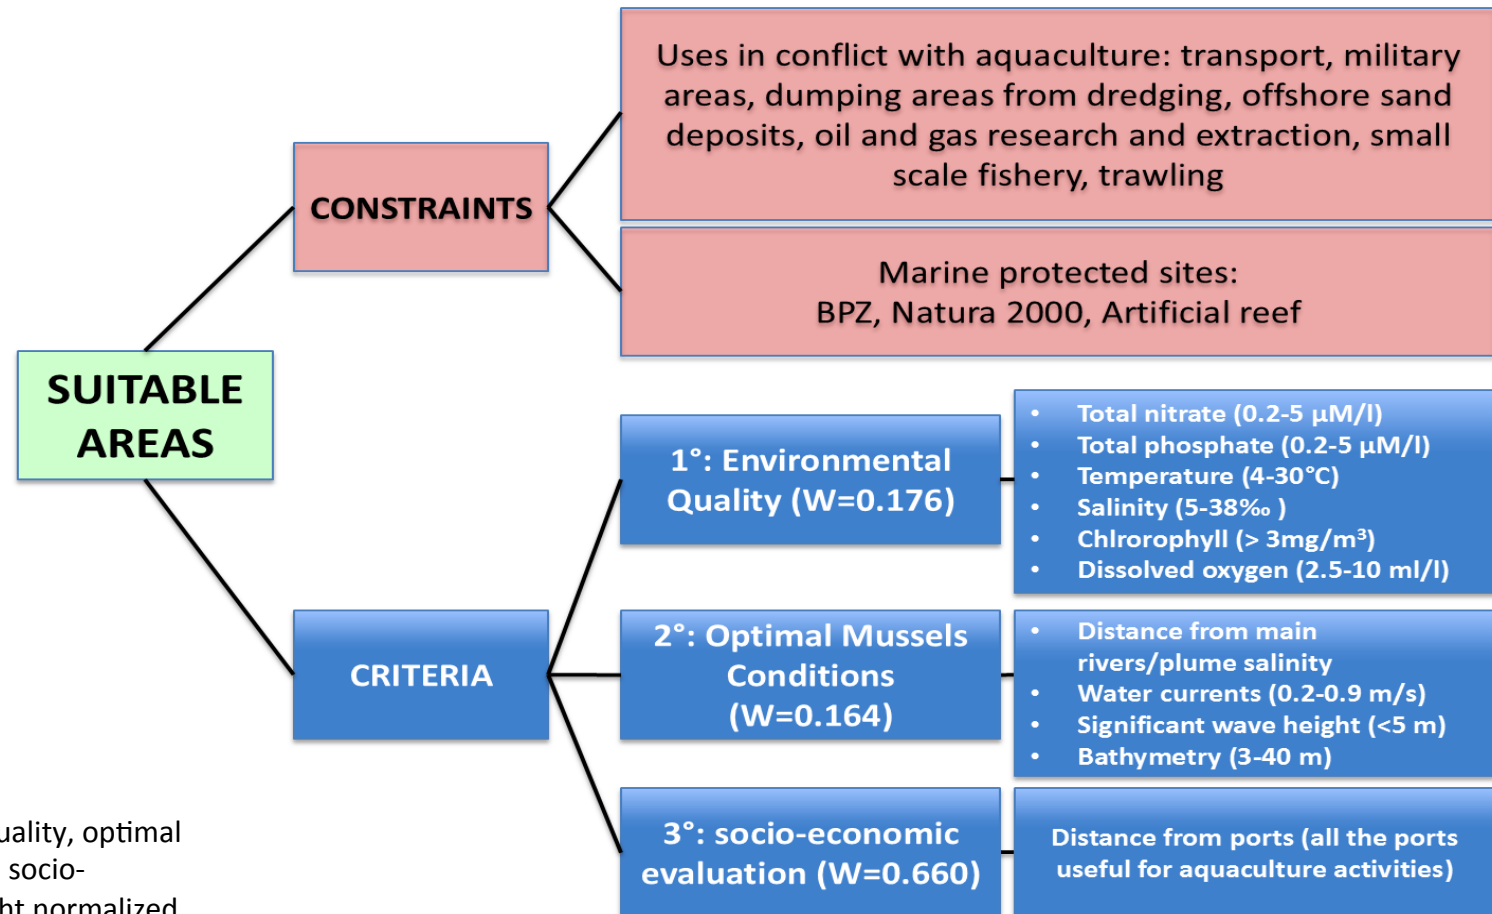 Uses in conflict with aquaculture: transport, military
areas, dumping areas from dredging, offshore sand
deposits, oil and gas research and extraction, small
scale fishery, trawling
CONSTRAINTS
Marine protected sites:
BPZ, Natura 2000, Artificial reef
SUITABLE
AREAS
CRITERIA
1°: Environmental
Quality (W=0.176)
• Total nitrate (0.2-5 µM/l)
• Total phosphate (0.2-5 µM/l)
• Temperature (4-30°C)
• Salinity (5-38‰ )
• Chlrorophyll (> 3mg/m³)
• Dissolved oxygen (2.5-10 ml/l)
2°: Optimal Mussels
Conditions
(W=0.164)
• Distance from main
rivers/plume salinity
• Water currents (0.2-0.9 m/s)
• Significant wave height (<5 m)
• Bathymetry (3-40 m)
3°: socio-economic
evaluation (W=0.660)
Distance from ports (all the ports
useful for aquaculture activities)
uality, optimal
socio-
ht normalized